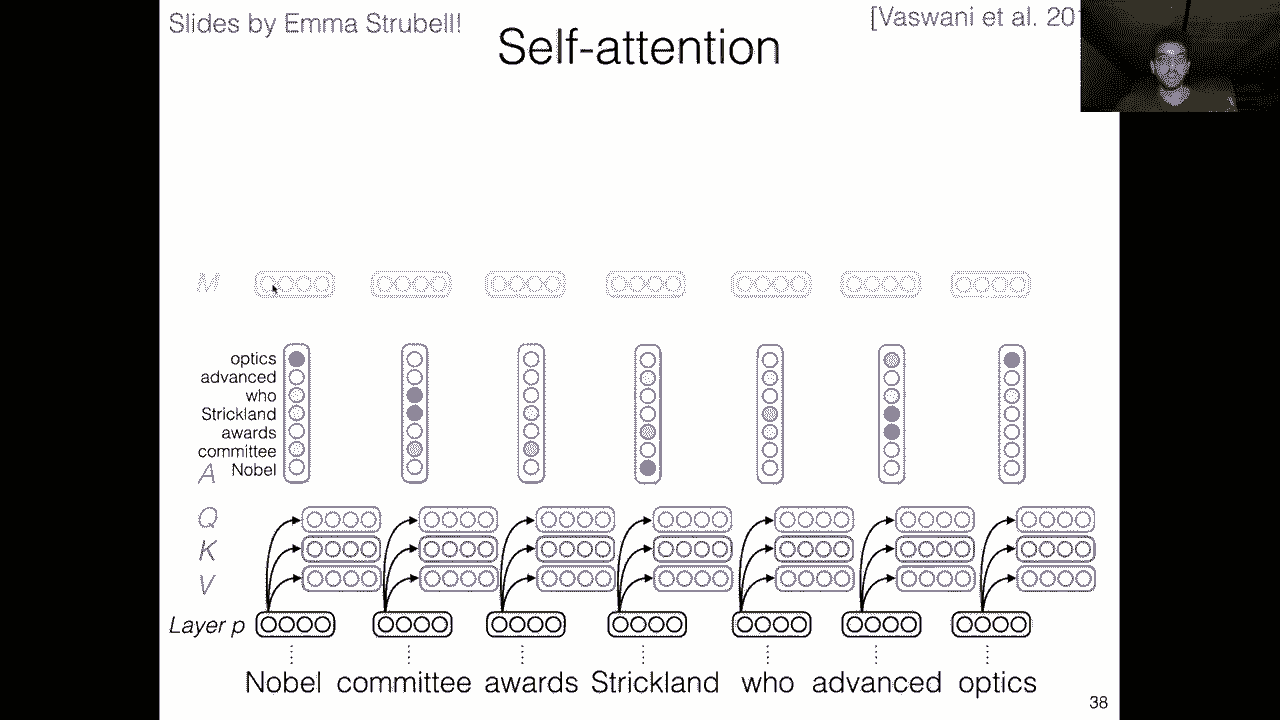 Slides by Emma Strubell!
[Vaswani et al. 20
Self-attention
M
optics
advanced
who
Strickland
awards
committee
Nobel
A
Q
K
V
Layer p
Nobel committee awards Strickland who advanced optics
38